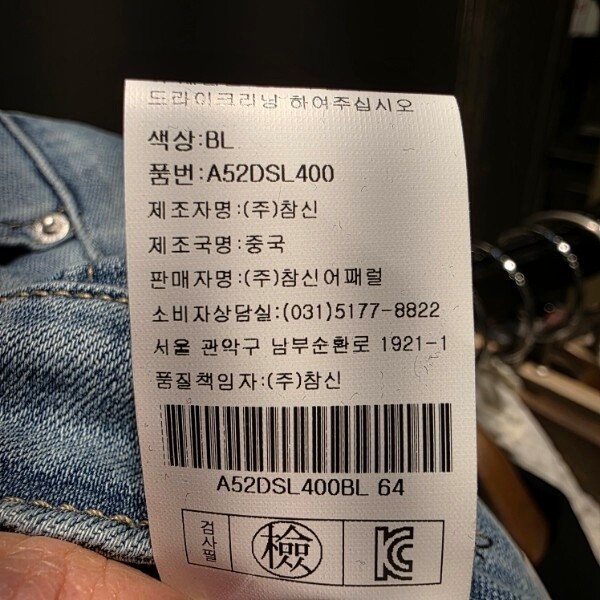 드라이크리닝 하여주십시오
색상:BL
품번:A52DSL400
제조자명:(주)참신
제조국명:중국
판매자명:(주)참신어패럴
소비자상담실:(031)5177-8822
서울 관악구 남부순환로 1921-1
품질책임자:(주)참신
A52DSL400BL 64
검사필 檢 KC